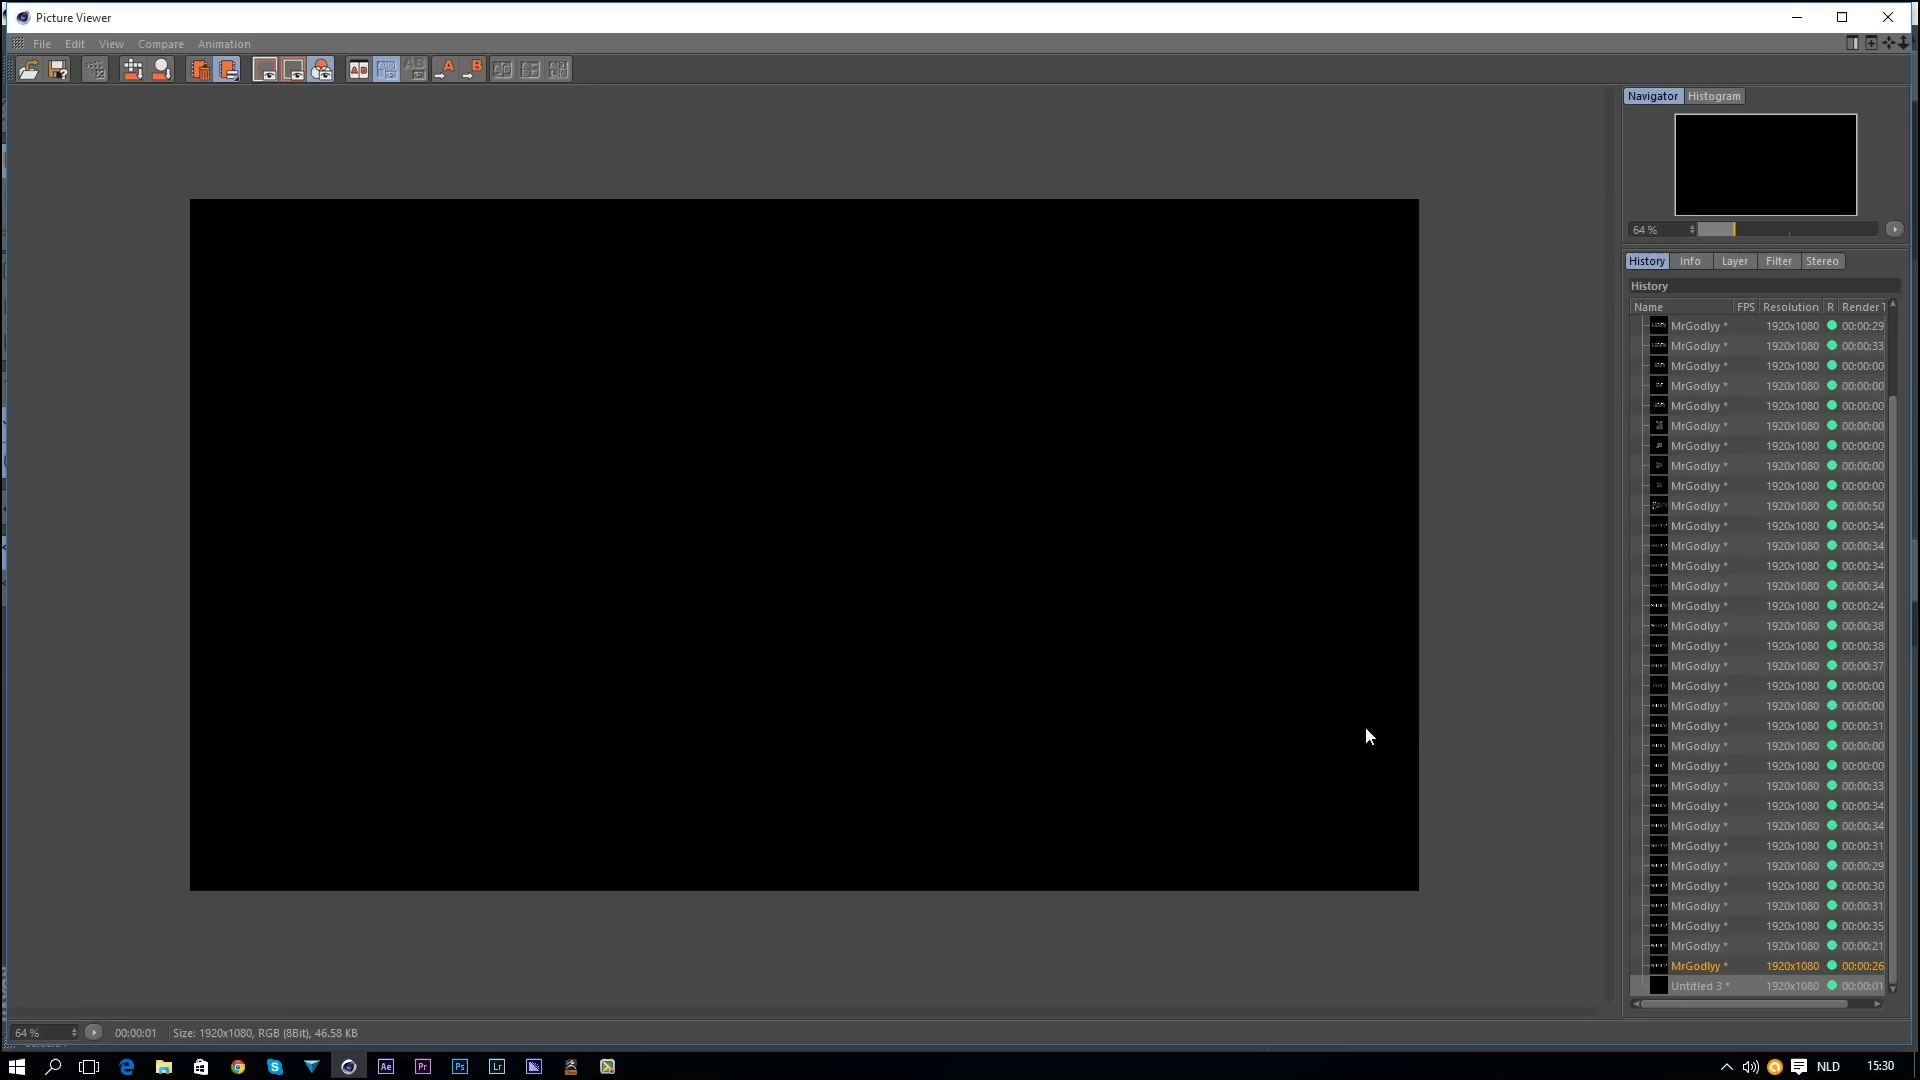 Picture Viewer
File Edit View Compare Animation
Navigator Histogram
64 %
History Info Layer Filter Stereo
History
Name FPS Resolution R Render T
MrGodlyy * 1920x1080 00:00:29
MrGodlyy * 1920x1080 00:00:33
MrGodlyy * 1920x1080 00:00:00
MrGodlyy * 1920x1080 00:00:00
MrGodlyy * 1920x1080 00:00:00
MrGodlyy * 1920x1080 00:00:00
MrGodlyy * 1920x1080 00:00:00
MrGodlyy * 1920x1080 00:00:00
MrGodlyy * 1920x1080 00:00:00
MrGodlyy * 1920x1080 00:00:50
MrGodlyy * 1920x1080 00:00:34
MrGodlyy * 1920x1080 00:00:34
MrGodlyy * 1920x1080 00:00:34
MrGodlyy * 1920x1080 00:00:34
MrGodlyy * 1920x1080 00:00:24
MrGodlyy * 1920x1080 00:00:38
MrGodlyy * 1920x1080 00:00:38
MrGodlyy * 1920x1080 00:00:37
MrGodlyy * 1920x1080 00:00:00
MrGodlyy * 1920x1080 00:00:00
MrGodlyy * 1920x1080 00:00:31
MrGodlyy * 1920x1080 00:00:00
MrGodlyy * 1920x1080 00:00:00
MrGodlyy * 1920x1080 00:00:33
MrGodlyy * 1920x1080 00:00:34
MrGodlyy * 1920x1080 00:00:34
MrGodlyy * 1920x1080 00:00:31
MrGodlyy * 1920x1080 00:00:29
MrGodlyy * 1920x1080 00:00:30
MrGodlyy * 1920x1080 00:00:31
MrGodlyy * 1920x1080 00:00:35
MrGodlyy * 1920x1080 00:00:21
MrGodlyy * 1920x1080 00:00:26
Untitled 3 * 1920x1080 00:00:01
64 % 00:00:01 Size: 1920x1080, RGB (8Bit), 46.58 KB
Ae Pr Ps Lr NLD 15:30